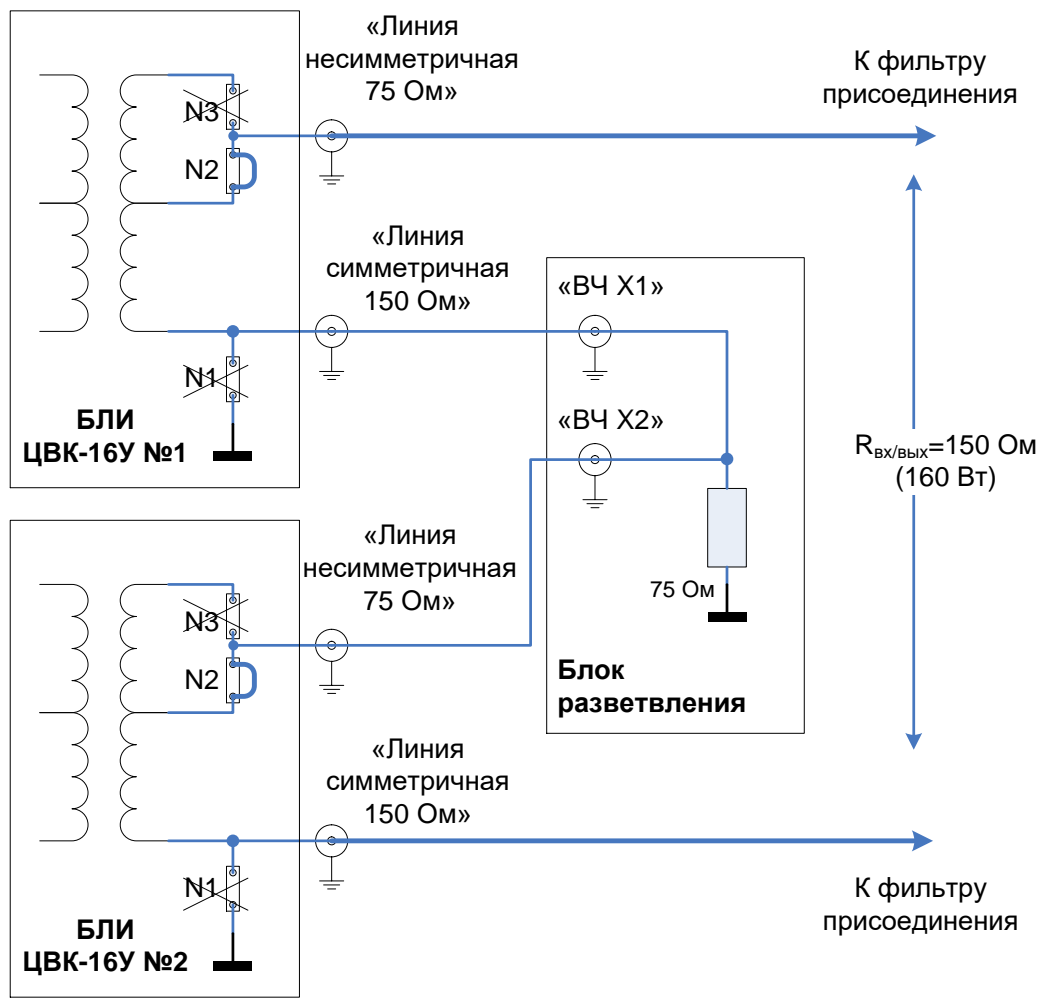 «Линия
несимметричная
75 Ом»
К фильтру
присоединения
N3
N2
«Линия
симметричная
150 Ом»
«ВЧ X1»
N1
БЛИ
ЦВК-16У №1
«ВЧ X2»
Rвх/вых=150 Ом
(160 Вт)
«Линия
несимметричная
75 Ом»
75 Ом
N3
N2
Блок
разветвления
«Линия
симметричная
150 Ом»
N1
К фильтру
присоединения
БЛИ
ЦВК-16У №2